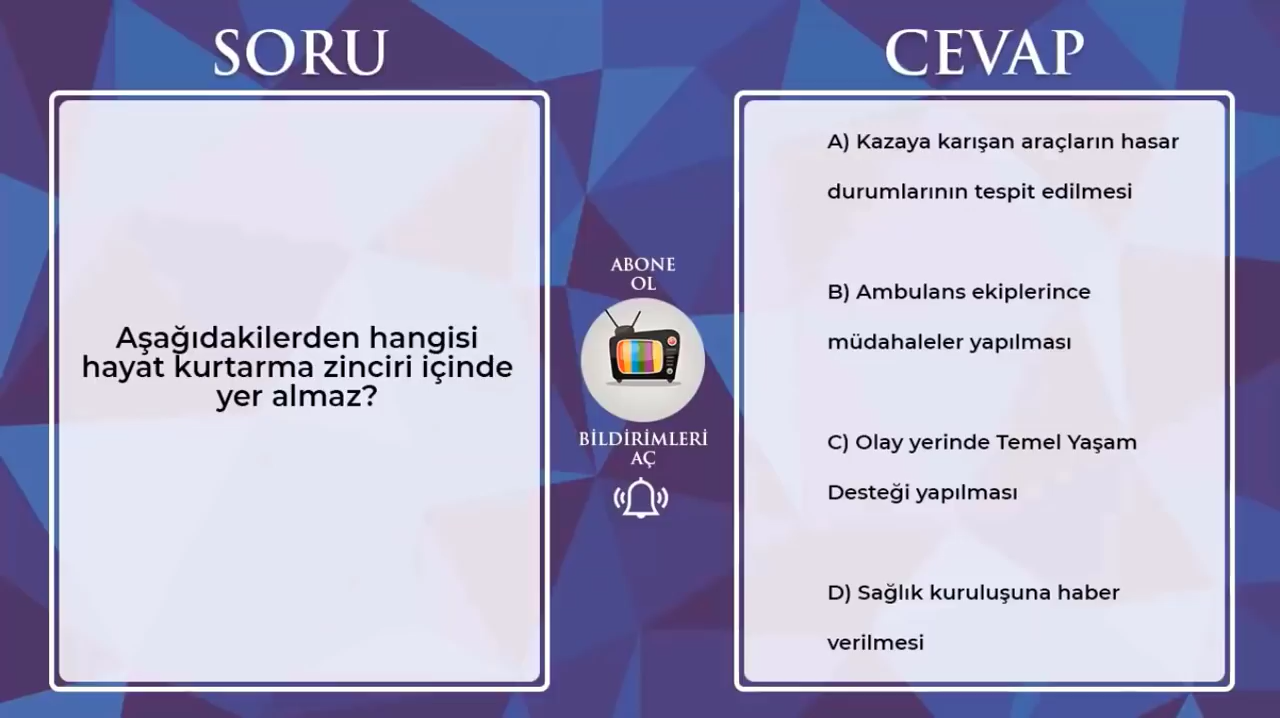 SORU
Aşağıdakilerden hangisi
hayat kurtarma zinciri içinde
yer almaz?
ABONE
OL
BİLDİRİMLERİ
AÇ
CEVAP
A) Kazaya karışan araçların hasar
durumlarının tespit edilmesi
B) Ambulans ekiplerince
müdahaleler yapılması
C) Olay yerinde Temel Yaşam
Desteği yapılması
D) Sağlık kuruluşuna haber
verilmesi